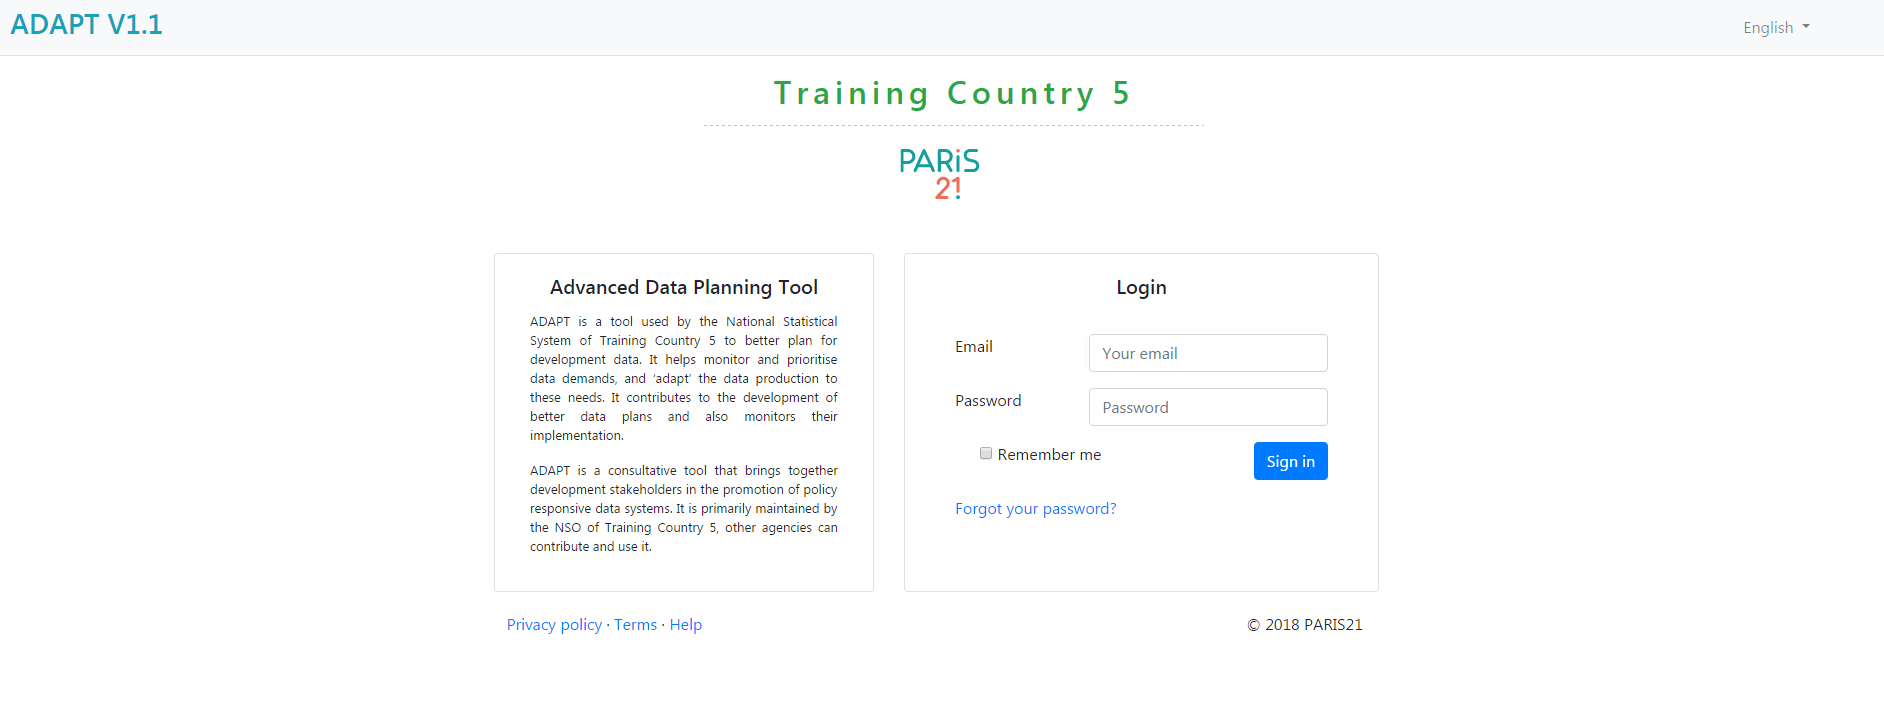 ADAPT V1.1
English
Training Country 5
PARiS
21
Advanced Data Planning Tool
ADAPT is a tool used by the National Statistical
System of Training Country 5 to better plan for
development data. It helps monitor and prioritise
data demands, and ‘adapt’ the data production to
these needs. It contributes to the development of
better data plans and also monitors their
implementation.
ADAPT is a consultative tool that brings together
development stakeholders in the promotion of policy
responsive data systems. It is primarily maintained by
the NSO of Training Country 5, other agencies can
contribute and use it.
Login
Email
Your email
Password
Password
Remember me
Sign in
Forgot your password?
Privacy policy · Terms · Help
© 2018 PARIS21